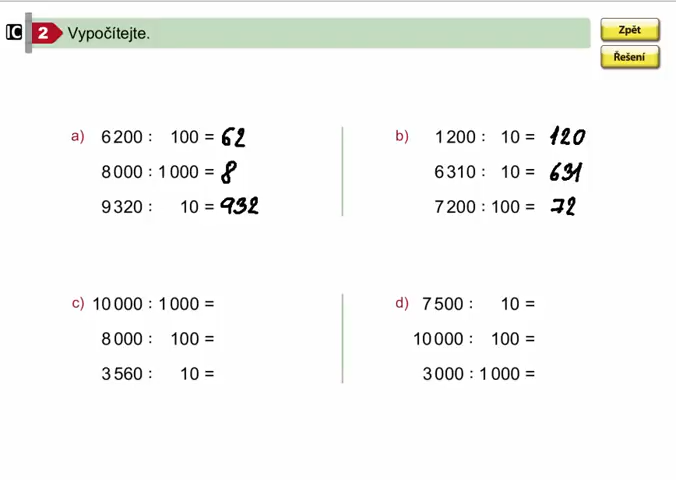 IC 2 Vypočítejte.
Zpět
Řešení
a) 6 200 : 100 = 62
8 000 : 1 000 = 8
9 320 : 10 = 932
b) 1 200 : 10 = 120
6 310 : 10 = 631
7 200 : 100 = 72
c) 10 000 : 1 000 =
8 000 : 100 =
3 560 : 10 =
d) 7 500 : 10 =
10 000 : 100 =
3 000 : 1 000 =